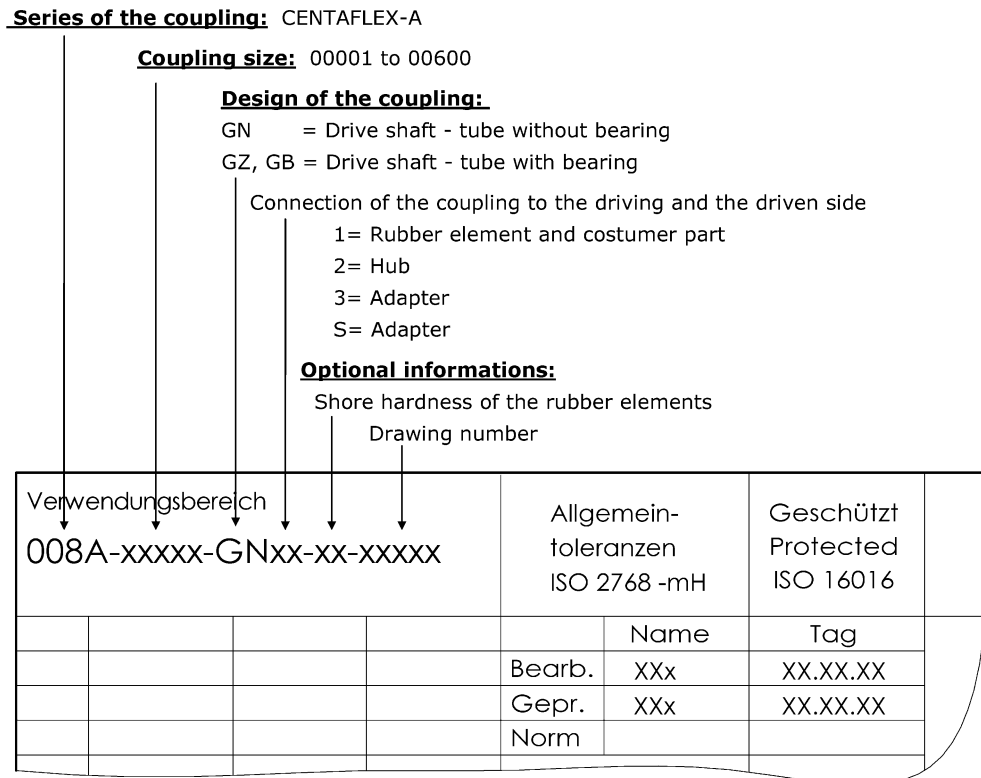 Series of the coupling: CENTAFLEX-A
Coupling size: 00001 to 00600
Design of the coupling:
GN = Drive shaft - tube without bearing
GZ, GB = Drive shaft - tube with bearing
Connection of the coupling to the driving and the driven side
1= Rubber element and costumer part
2= Hub
3= Adapter
S= Adapter
Optional informations:
Shore hardness of the rubber elements
Drawing number
Verwendungsbereich
008A-xxxxx-GNxx-xx-xxxxx
Allgemein-
toleranzen
ISO 2768 -mH
Geschützt
Protected
ISO 16016
Name Tag
Bearb. XXx XX.XX.XX
Gepr. XXx XX.XX.XX
Norm